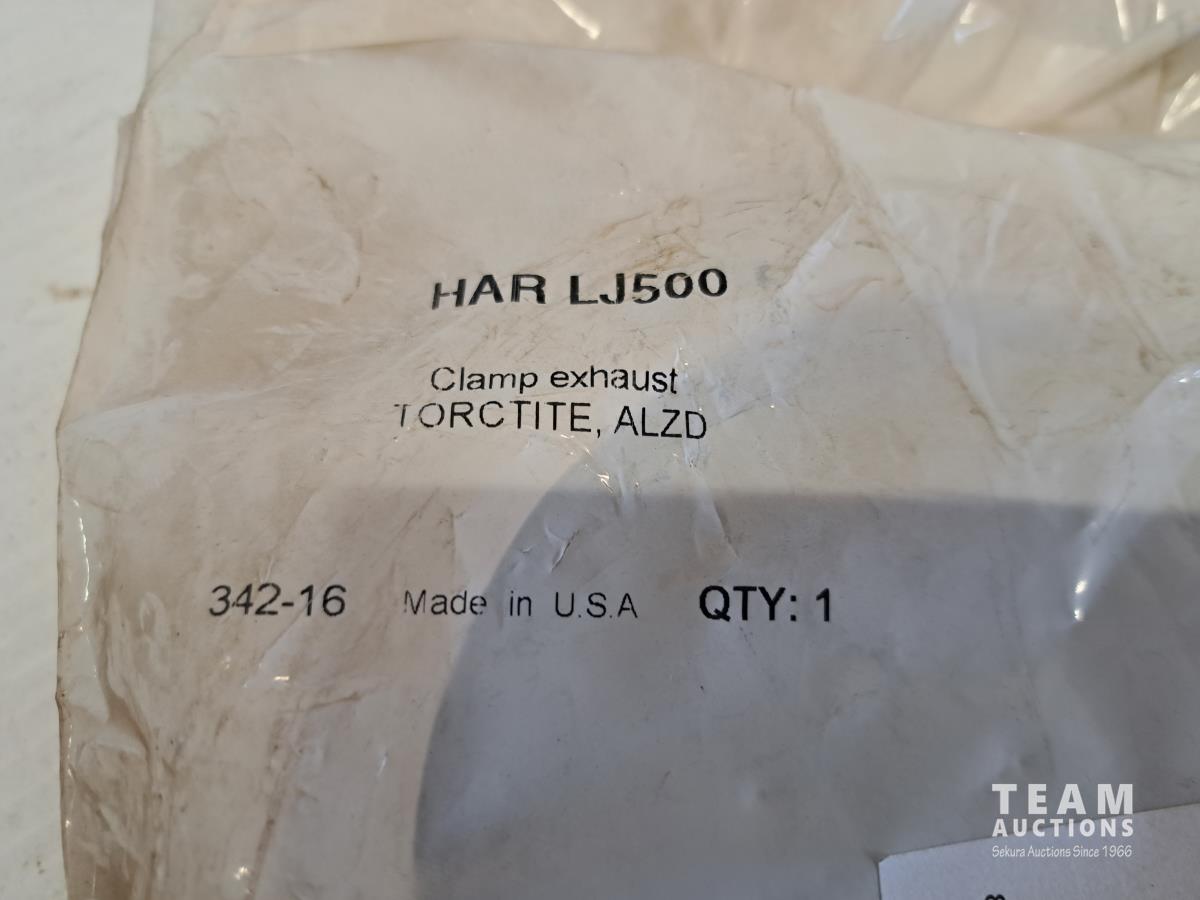 HAR LJ500
Clamp exhaust
TORCTITE, ALZD
342-16 Made in U.S.A QTY: 1
TEAM
AUCTIONS
Sekura Auctions Since 1966